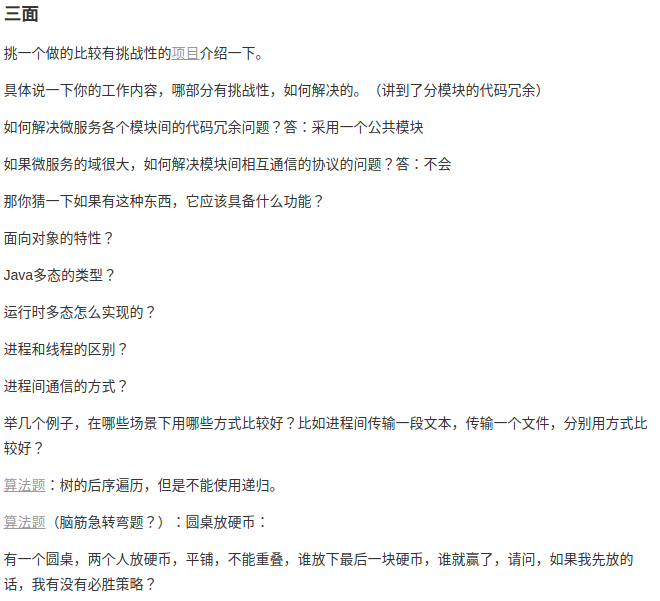 三面
挑一个做的比较有挑战性的项目介绍一下。
具体说一下你的工作内容，哪部分有挑战性，如何解决的。（讲到了分模块的代码冗余）
如何解决微服务各个模块间的代码冗余问题？答：采用一个公共模块
如果微服务的域很大，如何解决模块间相互通信的协议的问题？答：不会
那你猜一下如果有这种东西，它应该具备什么功能？
面向对象的特性？
Java多态的类型？
运行时多态怎么实现的？
进程和线程的区别？
进程间通信的方式？
举几个例子，在哪些场景下用哪些方式比较好？比如进程间传输一段文本，传输一个文件，分别用方式比
较好？
算法题：树的后序遍历，但是不能使用递归。
算法题（脑筋急转弯题？）：圆桌放硬币：
有一个圆桌，两个人放硬币，平铺，不能重叠，谁放下最后一块硬币，谁就赢了，请问，如果我先放的
话，我有没有必胜策略？